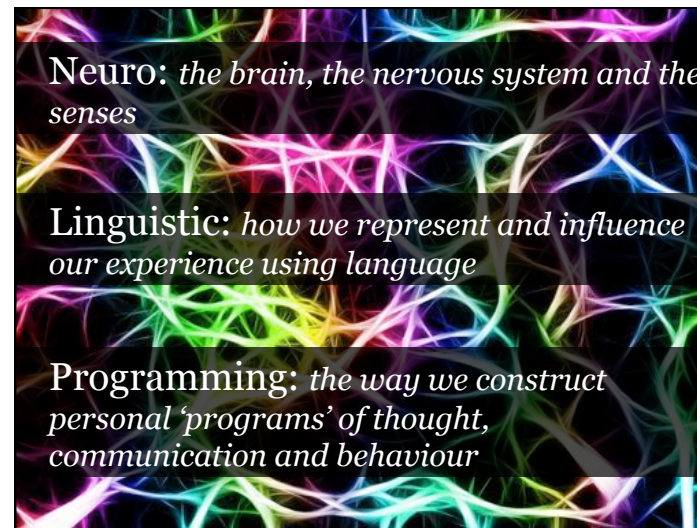 Neuro: the brain, the nervous system and the
senses
Linguistic: how we represent and influence
our experience using language
Programming: the way we construct
personal ‘programs’ of thought,
communication and behaviour